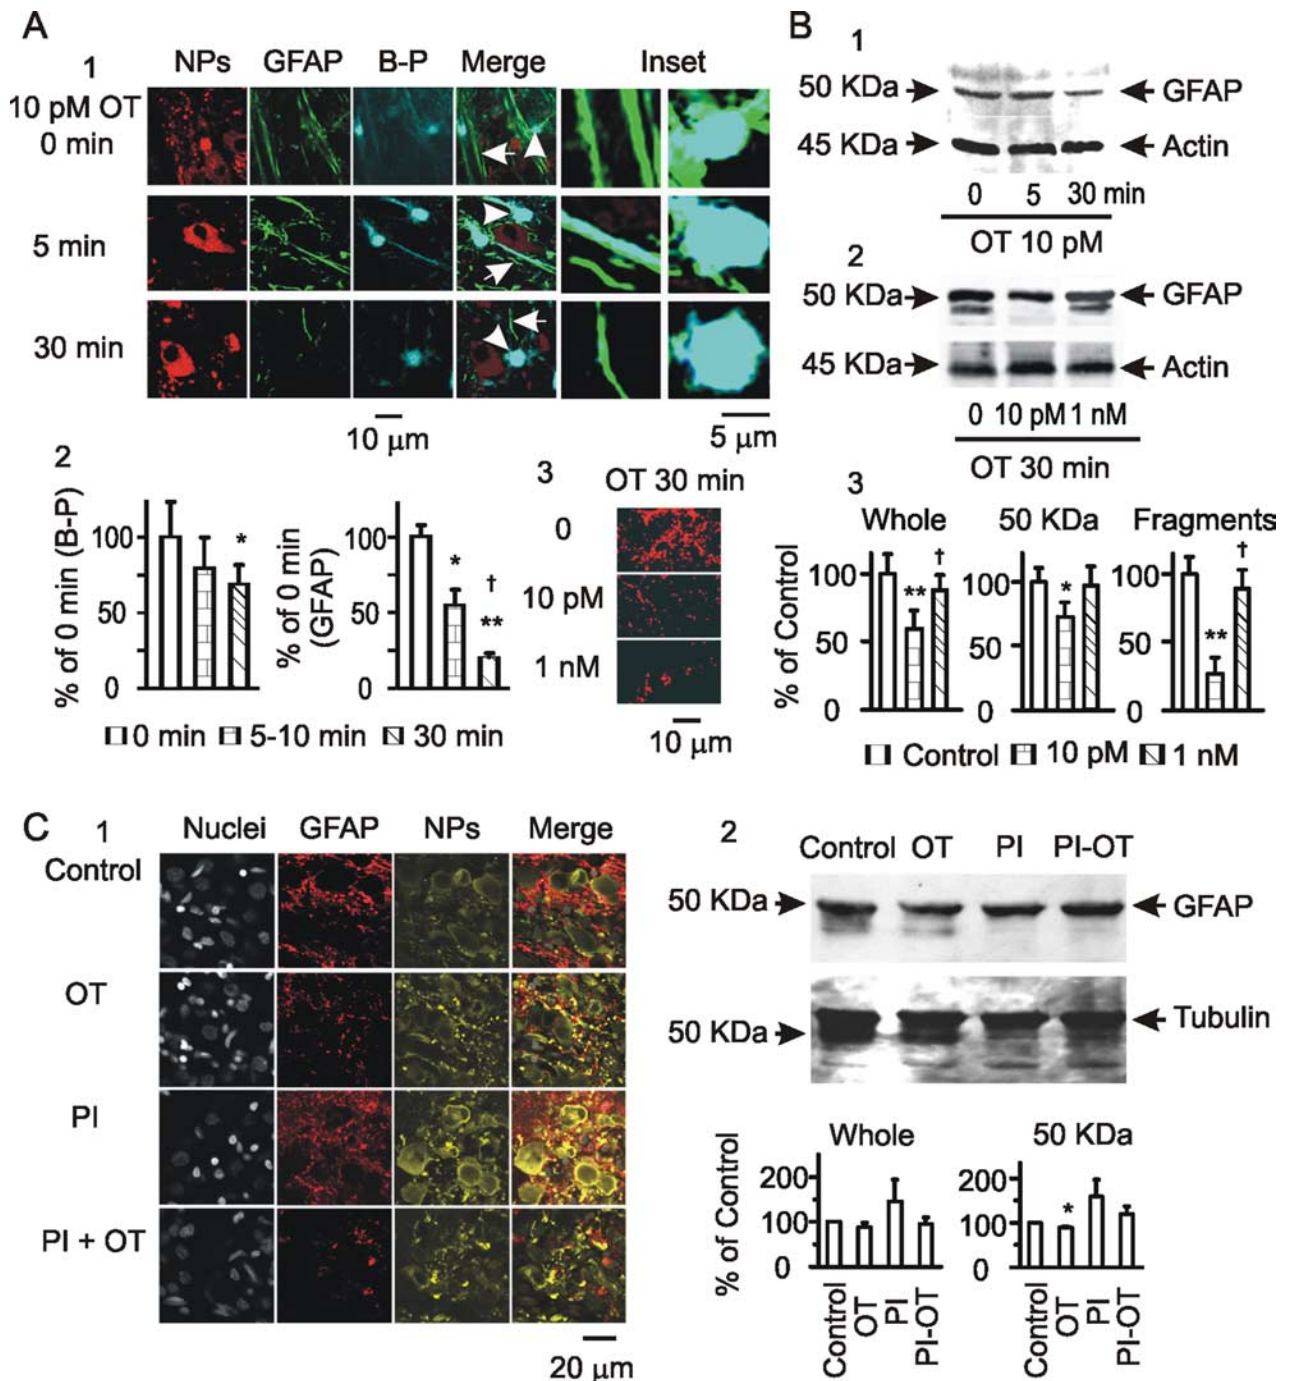 A
1
NPs GFAP B-P Merge Inset
10 pM OT
0 min
5 min
30 min
10 µm
5 µm
2
% of 0 min (B-P)
100
50
0
*
% of 0 min
(GFAP)
100
50
0
*
†
**
0 min 5-10 min 30 min
3
OT 30 min
0
10 pM
1 nM
10 µm
B
1
50 KDa GFAP
45 KDa Actin
0 5 30 min
OT 10 pM
2
50 KDa GFAP
45 KDa Actin
0 10 pM 1 nM
OT 30 min
3
Whole 50 KDa Fragments
% of Control
100
50
0
**
†
100
50
0
*
100
50
0
**
†
Control 10 pM 1 nM
C
1
Nuclei GFAP NPs Merge
Control
OT
PI
PI + OT
20 µm
2
Control OT PI PI-OT
50 KDa GFAP
50 KDa Tubulin
Whole 50 KDa
% of Control
200
100
0
200
100
0
*
Control OT PI PI-OT
Control OT PI PI-OT